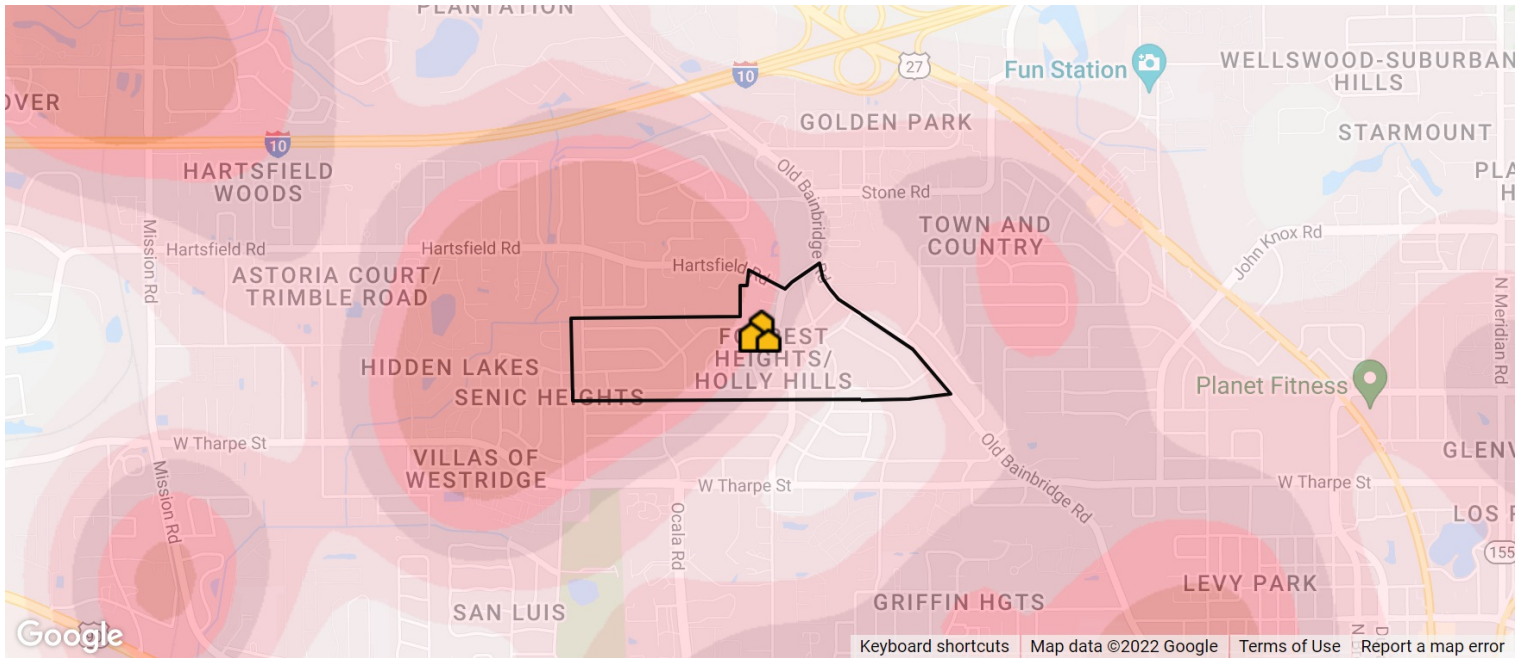 PLANTATION
10
27
Fun Station
WELLSWOOD-SUBURBAN
HILLS
OVER
GOLDEN PARK
STARMOUNT
10
HARTSFIELD
WOODS
Old Bainbridge Rd
Stone Rd
Mission Rd
Hartsfield Rd
Hartsfield Rd
TOWN AND
COUNTRY
John Knox Rd
Hartsfield Rd
ASTORIA COURT/
TRIMBLE ROAD
N Meridian Rd
FOREST
HEIGHTS/
HOLLY HILLS
HIDDEN LAKES
SENIC HEIGHTS
Planet Fitness
W Tharpe St
VILLAS OF
WESTRIDGE
Old Bainbridge Rd
W Tharpe St
W Tharpe St
Mission Rd
Ocala Rd
155
LEVY PARK
SAN LUIS
GRIFFIN HGTS
Google
Keyboard shortcuts
Map data ©2022 Google
Terms of Use
Report a map error